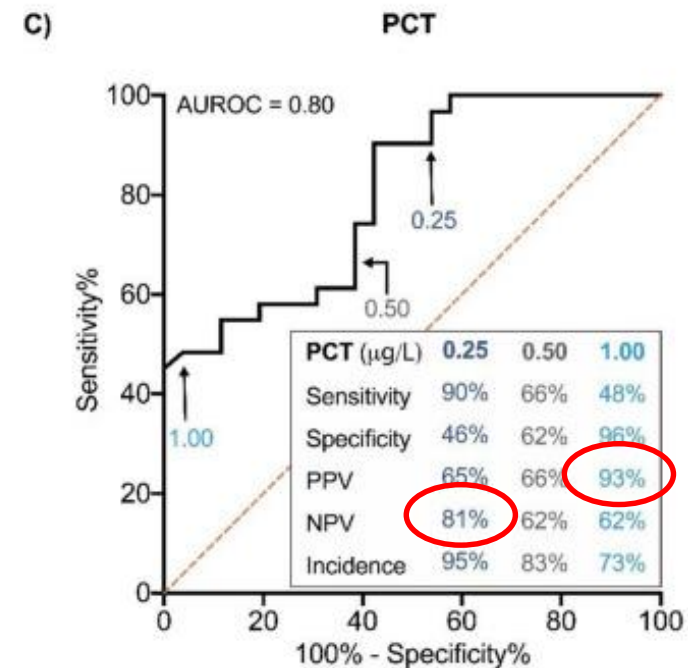 C) PCT
100
AUROC = 0.80
80
0.25
60
0.50
PCT (µg/L) 0.25 0.50 1.00
Sensitivity 90% 66% 48%
40
1.00
Specificity 46% 62% 96%
PPV 65% 66% 93%
20
NPV 81% 62% 62%
Incidence 95% 83% 73%
0
0 20 40 60 80 100
100% - Specificity%
Sensitivity%